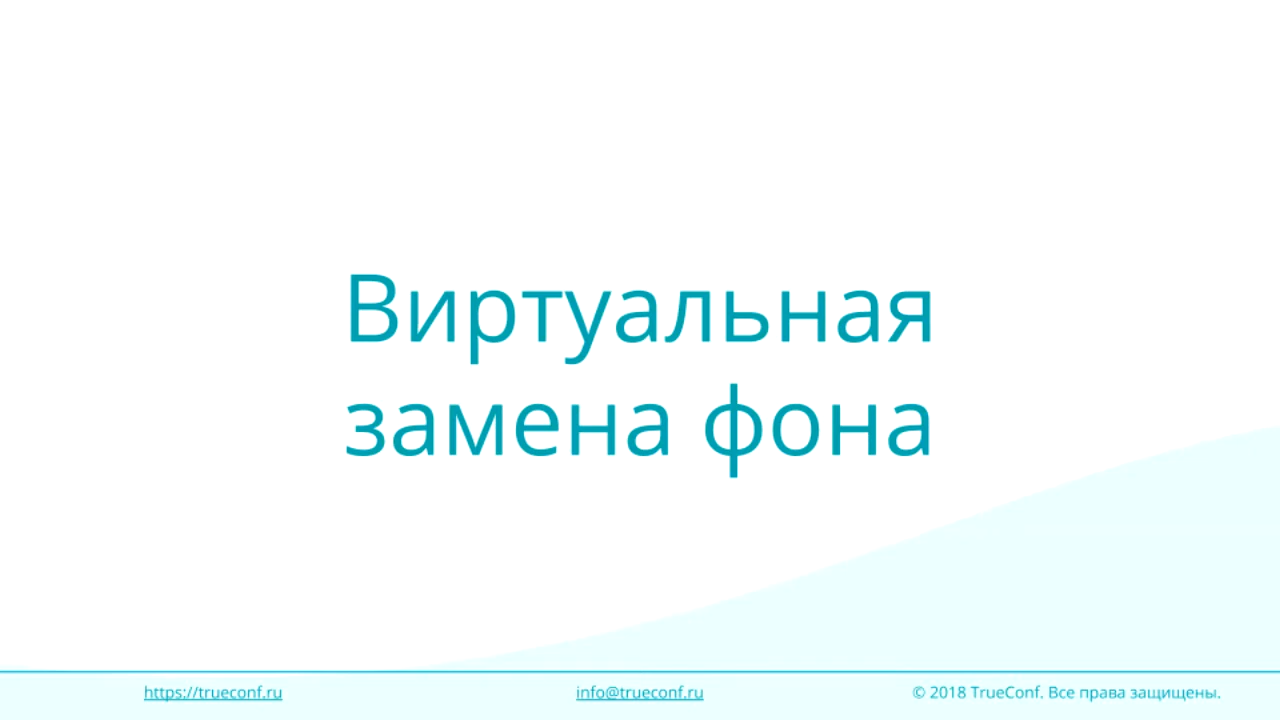 Виртуальная
замена фона
https://trueconf.ru info@trueconf.ru © 2018 TrueConf. Все права защищены.